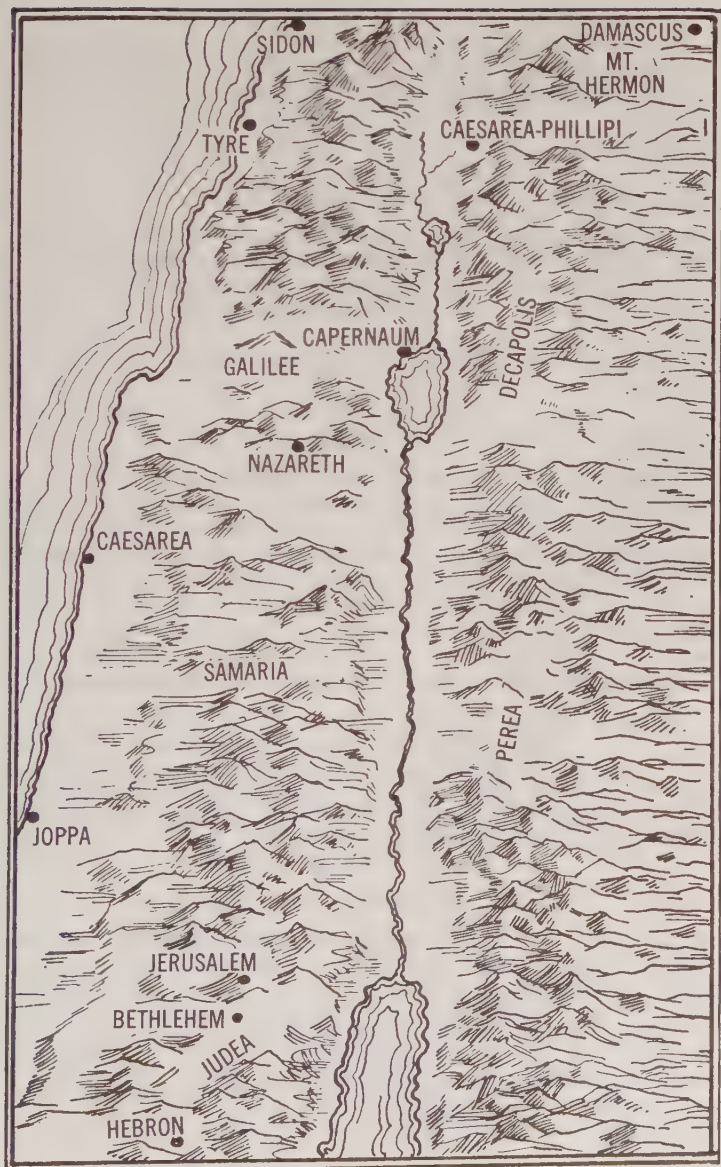 SIDON
DAMASCUS
MT.
HERMON
TYRE
CAESAREA-PHILLIPI
DECAPOLIS
CAPERNAUM
GALILEE
NAZARETH
CAESAREA
SAMARIA
PEREA
JOPPA
JERUSALEM
BETHLEHEM
JUDEA
HEBRON